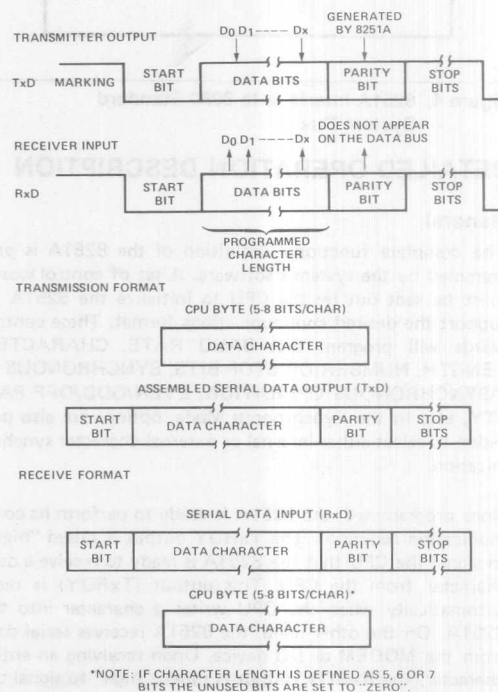 GENERATED
BY 8251A
TRANSMITTER OUTPUT
D0 D1 ---- Dx
TxD MARKING
START
BIT
DATA BITS
PARITY
BIT
STOP
BITS
RECEIVER INPUT
D0 D1 ---- Dx
DOES NOT APPEAR
ON THE DATA BUS
RxD
START
BIT
DATA BITS
PARITY
BIT
STOP
BITS
PROGRAMMED
CHARACTER
LENGTH
TRANSMISSION FORMAT
CPU BYTE (5-8 BITS/CHAR)
DATA CHARACTER
ASSEMBLED SERIAL DATA OUTPUT (TxD)
START
BIT
DATA CHARACTER
PARITY
BIT
STOP
BITS
RECEIVE FORMAT
SERIAL DATA INPUT (RxD)
START
BIT
DATA CHARACTER
PARITY
BIT
STOP
BITS
CPU BYTE (5-8 BITS/CHAR)*
DATA CHARACTER
*NOTE: IF CHARACTER LENGTH IS DEFINED AS 5, 6 OR 7
BITS THE UNUSED BITS ARE SET TO "ZERO".